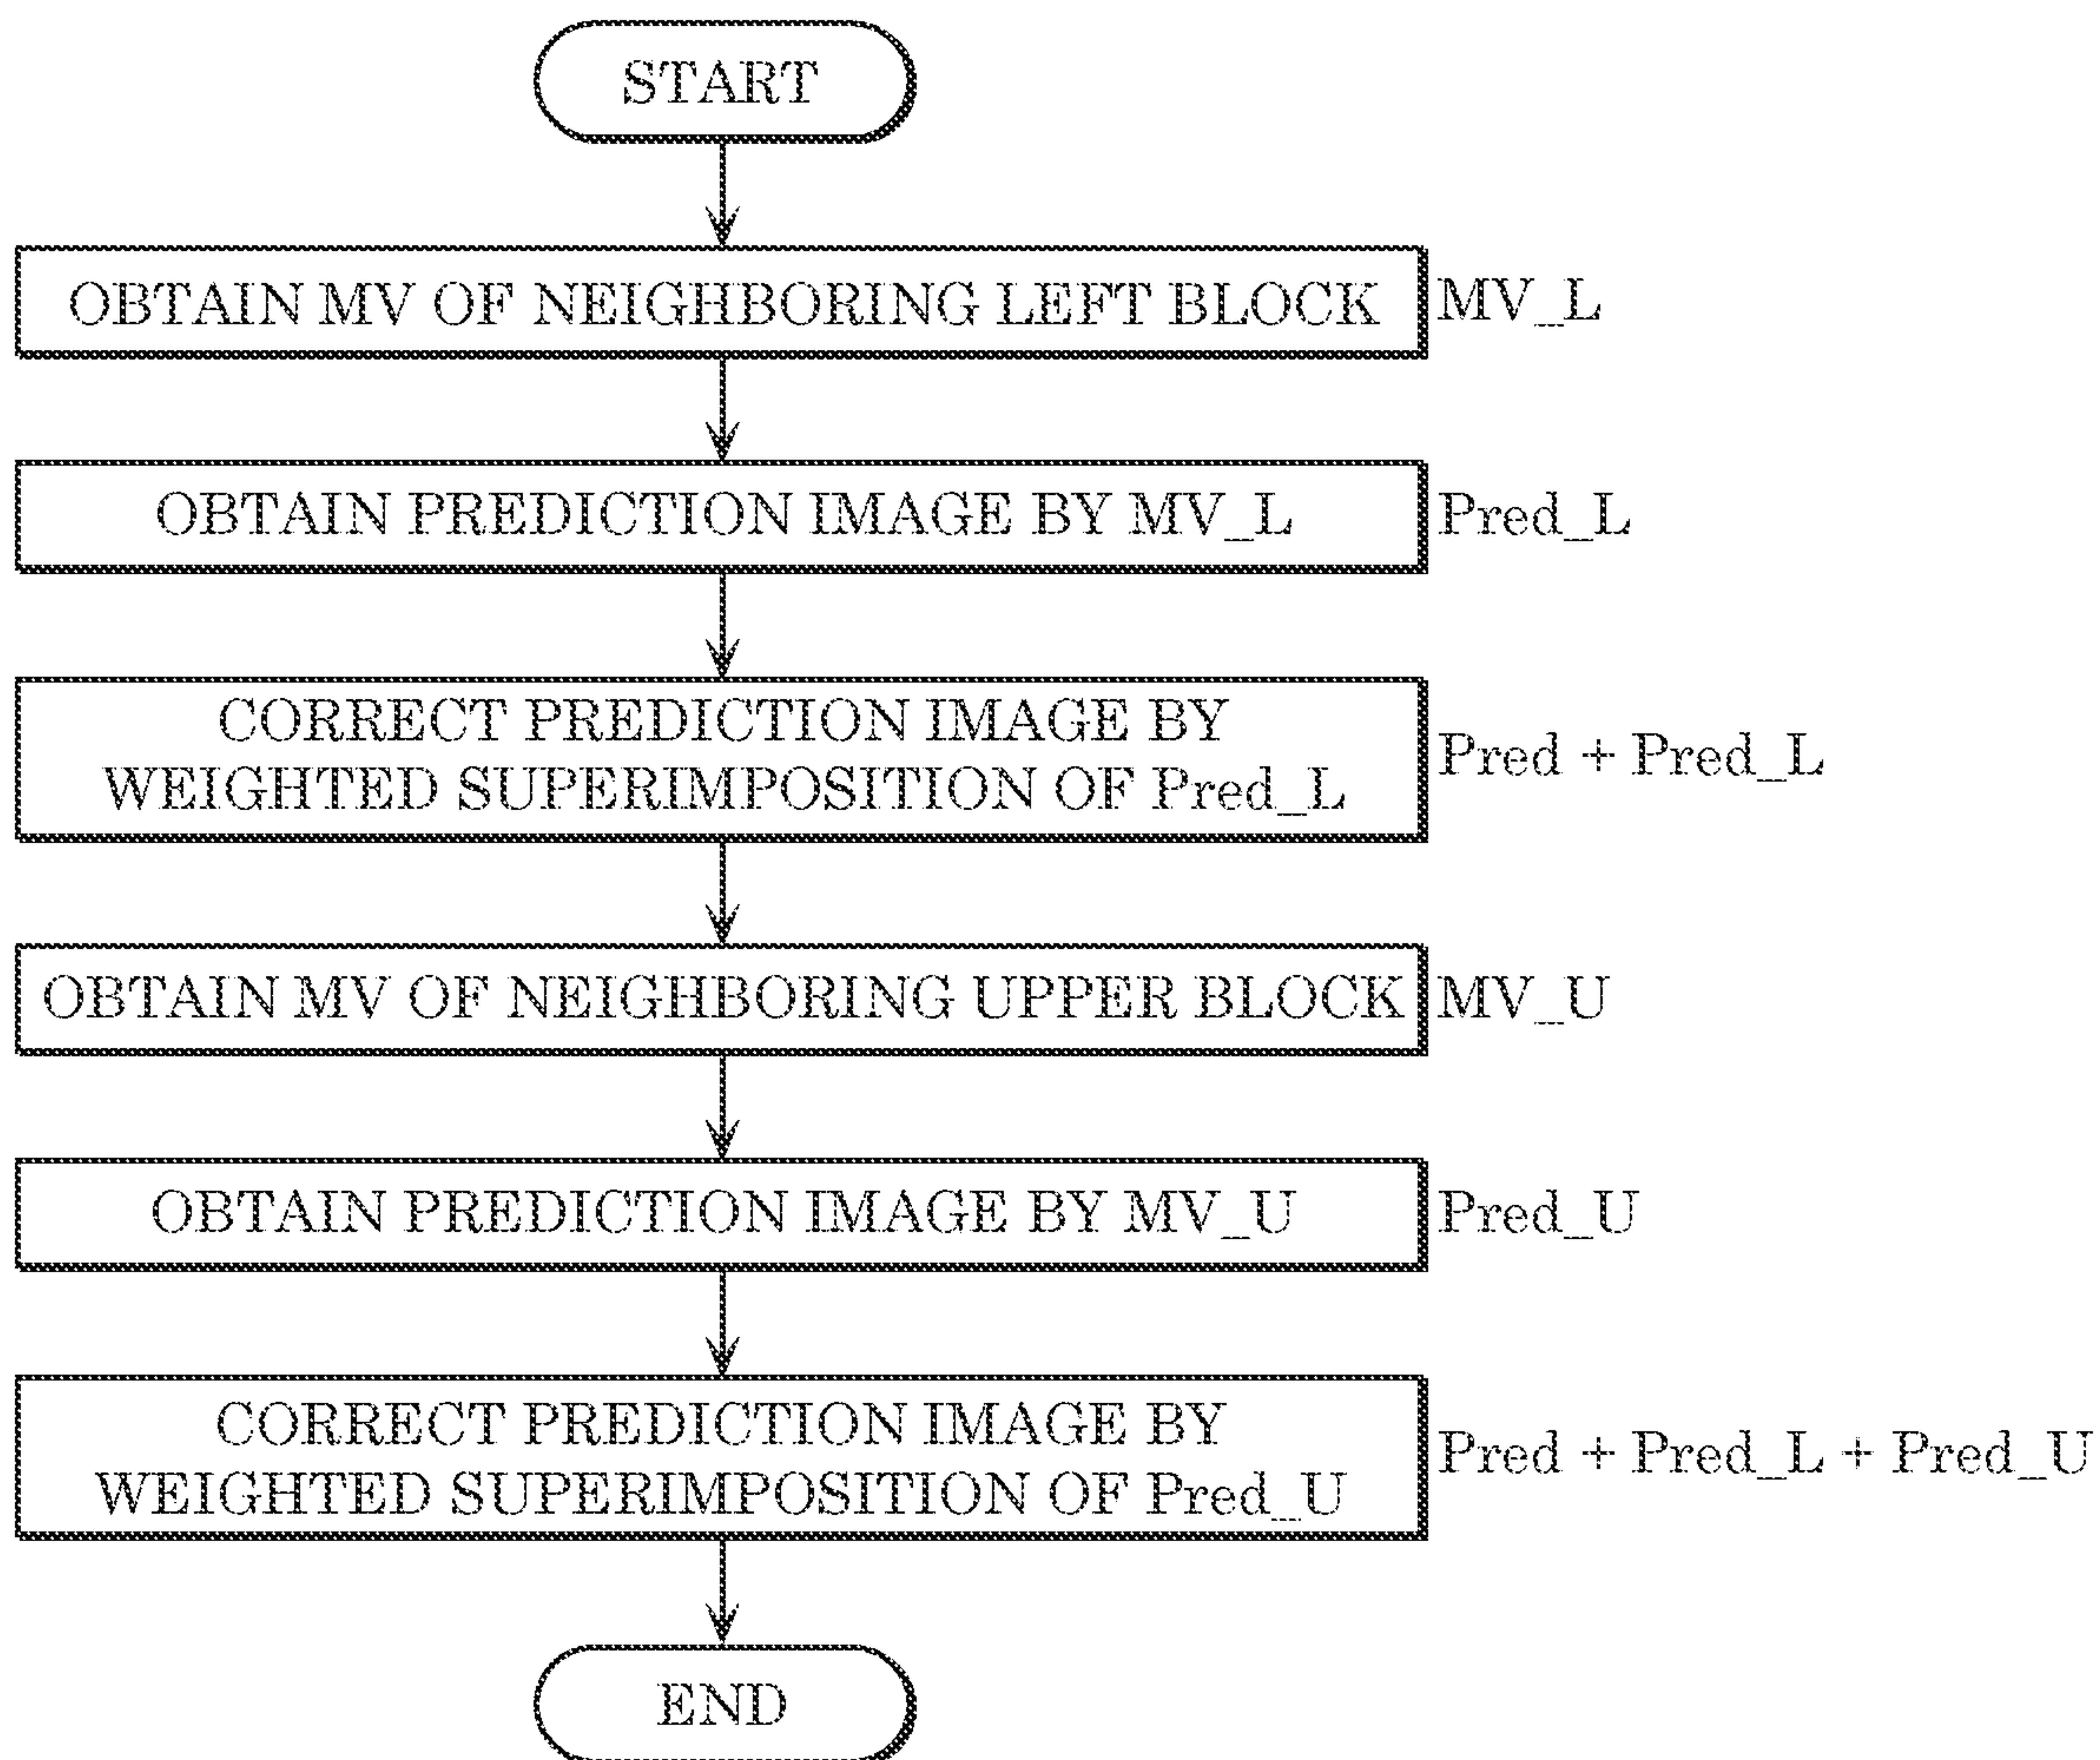 START
OBTAIN MV OF NEIGHBORING LEFT BLOCK MV_L
OBTAIN PREDICTION IMAGE BY MV_L Pred_L
CORRECT PREDICTION IMAGE BY
WEIGHTED SUPERIMPOSITION OF Pred_L
Pred + Pred_L
OBTAIN MV OF NEIGHBORING UPPER BLOCK MV_U
OBTAIN PREDICTION IMAGE BY MV_U Pred_U
CORRECT PREDICTION IMAGE BY
WEIGHTED SUPERIMPOSITION OF Pred_U
Pred + Pred_L + Pred_U
END